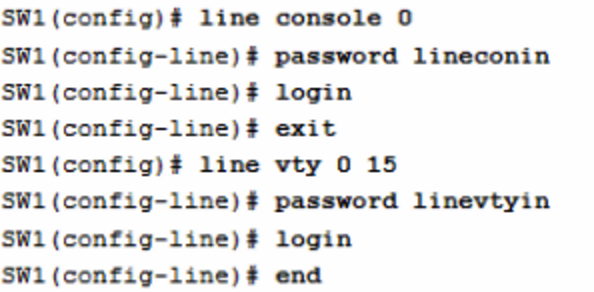 SW1(config)# line console 0
SW1(config-line)# password lineconin
SW1(config-line)# login
SW1(config-line)# exit
SW1(config)# line vty 0 15
SW1(config-line)# password linevtyin
SW1(config-line)# login
SW1(config-line)# end